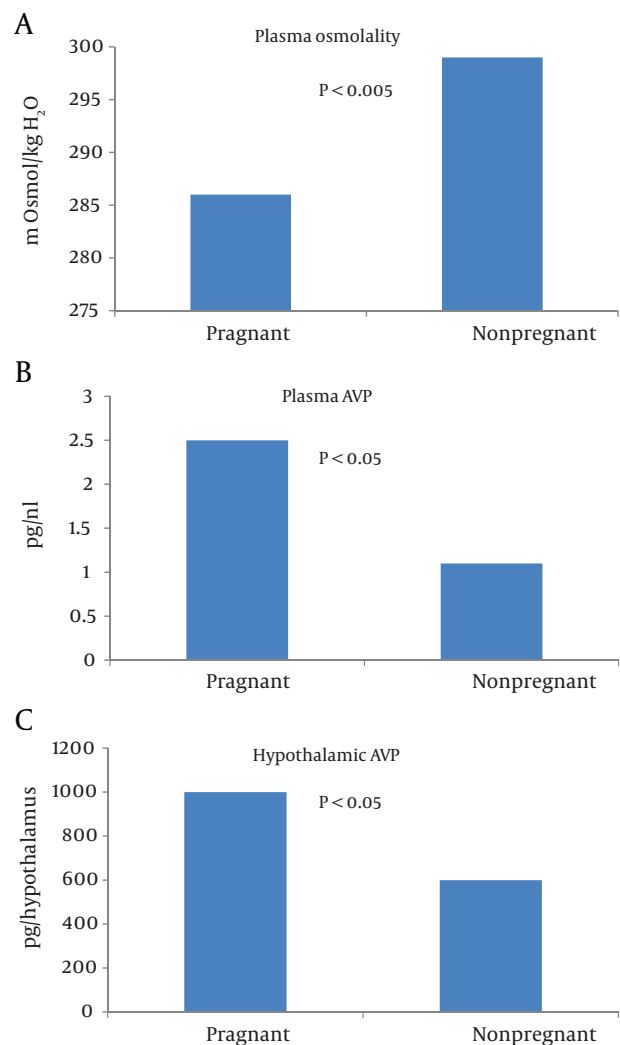 A
Plasma osmolality
P < 0.005
m Osmol/kg H₂O
300
295
290
285
280
275
Pragnant
Nonpregnant
B
Plasma AVP
P < 0.05
pg/nl
3
2.5
2
1.5
1
0.5
0
Pragnant
Nonpregnant
C
Hypothalamic AVP
P < 0.05
pg/hypothalamus
1200
1000
800
600
400
200
0
Pragnant
Nonpregnant